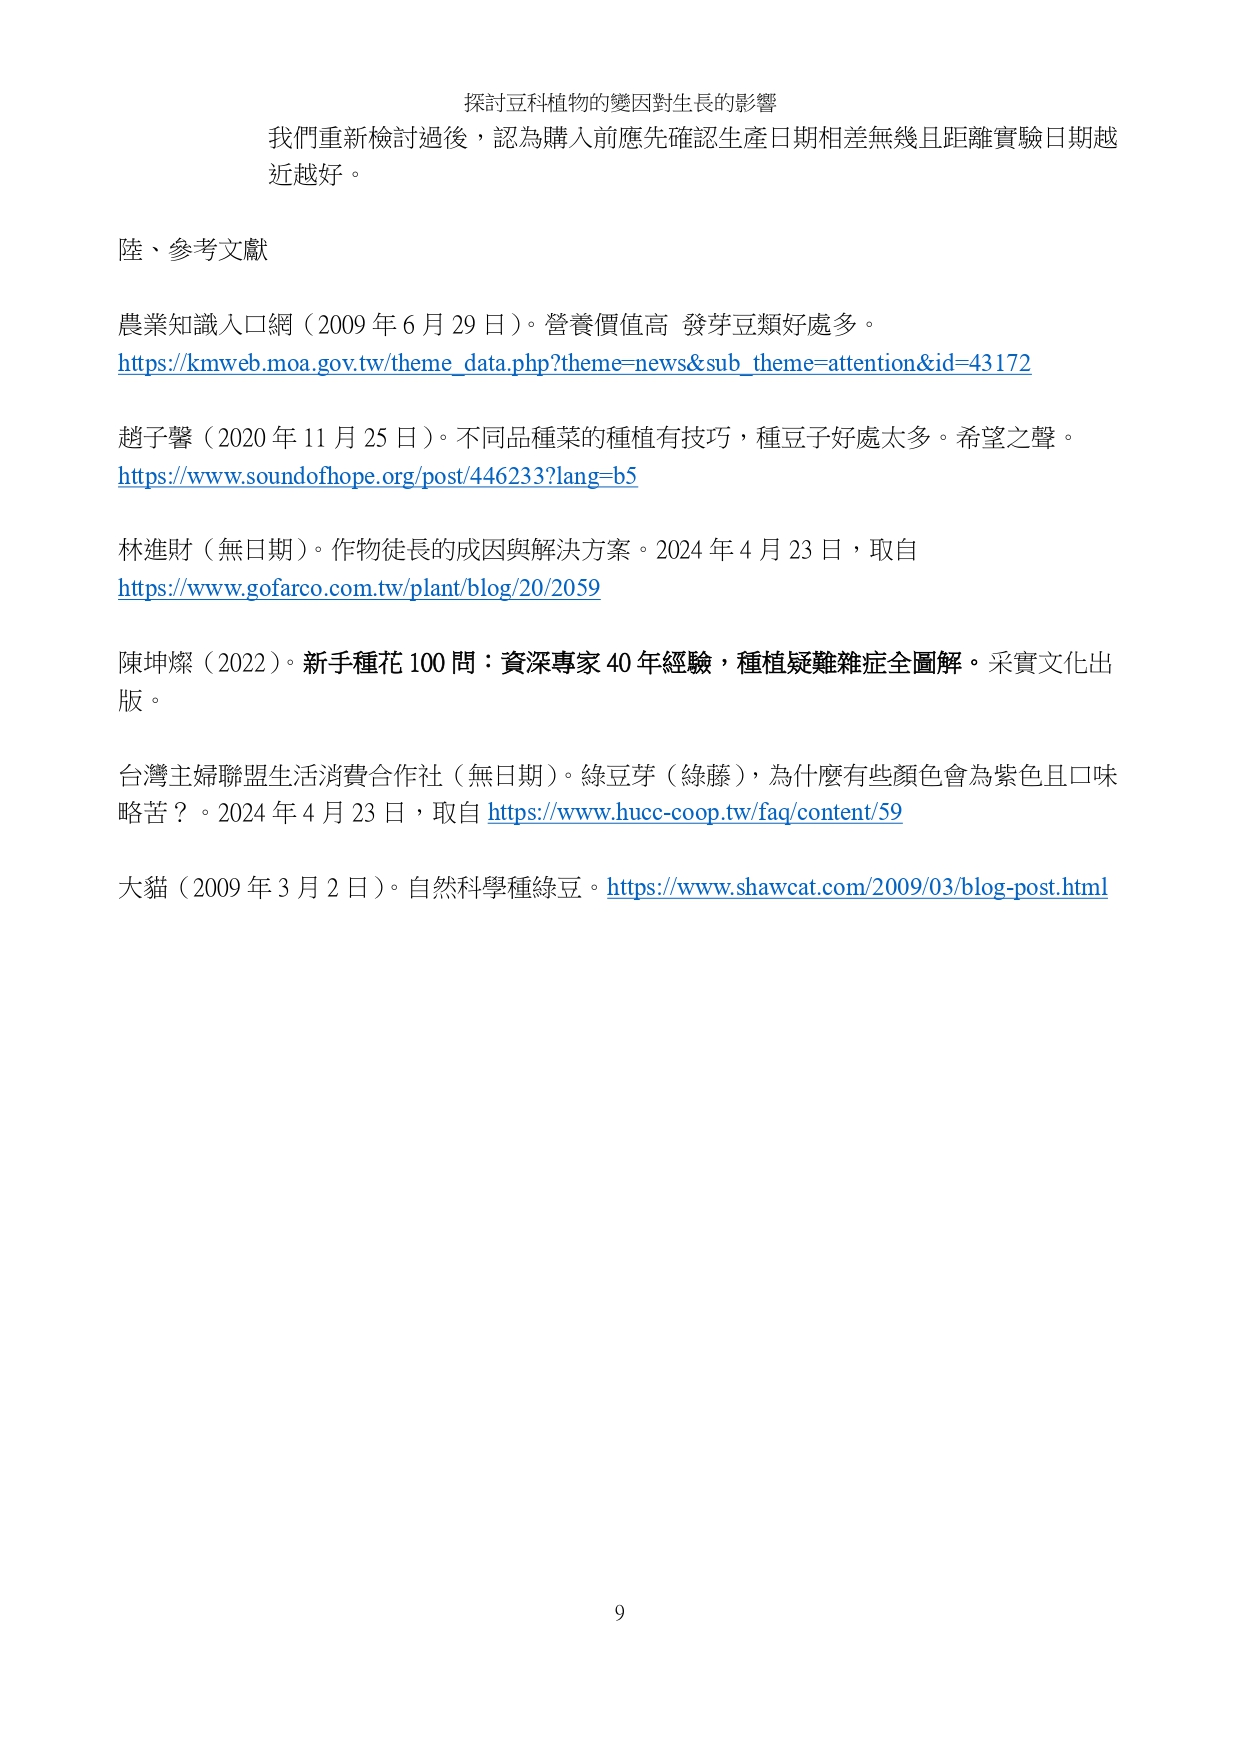 探討豆科植物的變因對生長的影響
我們重新檢討過後，認為購入前應先確認生產日期相差無幾且距離實驗日期越
近越好。
陸、參考文獻
農業知識入口網（2009 年 6 月 29 日）。營養價值高 發芽豆類好處多。
https://kmweb.moa.gov.tw/theme_data.php?theme=news&sub_theme=attention&id=43172
趙子馨（2020 年 11 月 25 日）。不同品種菜的種植有技巧，種豆子好處太多。希望之聲。
https://www.soundofhope.org/post/446233?lang=b5
林進財（無日期）。作物徒長的成因與解決方案。2024 年 4 月 23 日，取自
https://www.gofarco.com.tw/plant/blog/20/2059
陳坤燦（2022）。新手種花 100 問：資深專家 40 年經驗，種植疑難雜症全圖解。采實文化出
版。
台灣主婦聯盟生活消費合作社（無日期）。綠豆芽（綠藤），為什麼有些顏色會為紫色且口味
略苦？。2024 年 4 月 23 日，取自 https://www.hucc-coop.tw/faq/content/59
大貓（2009 年 3 月 2 日）。自然科學種綠豆。https://www.shawcat.com/2009/03/blog-post.html
9